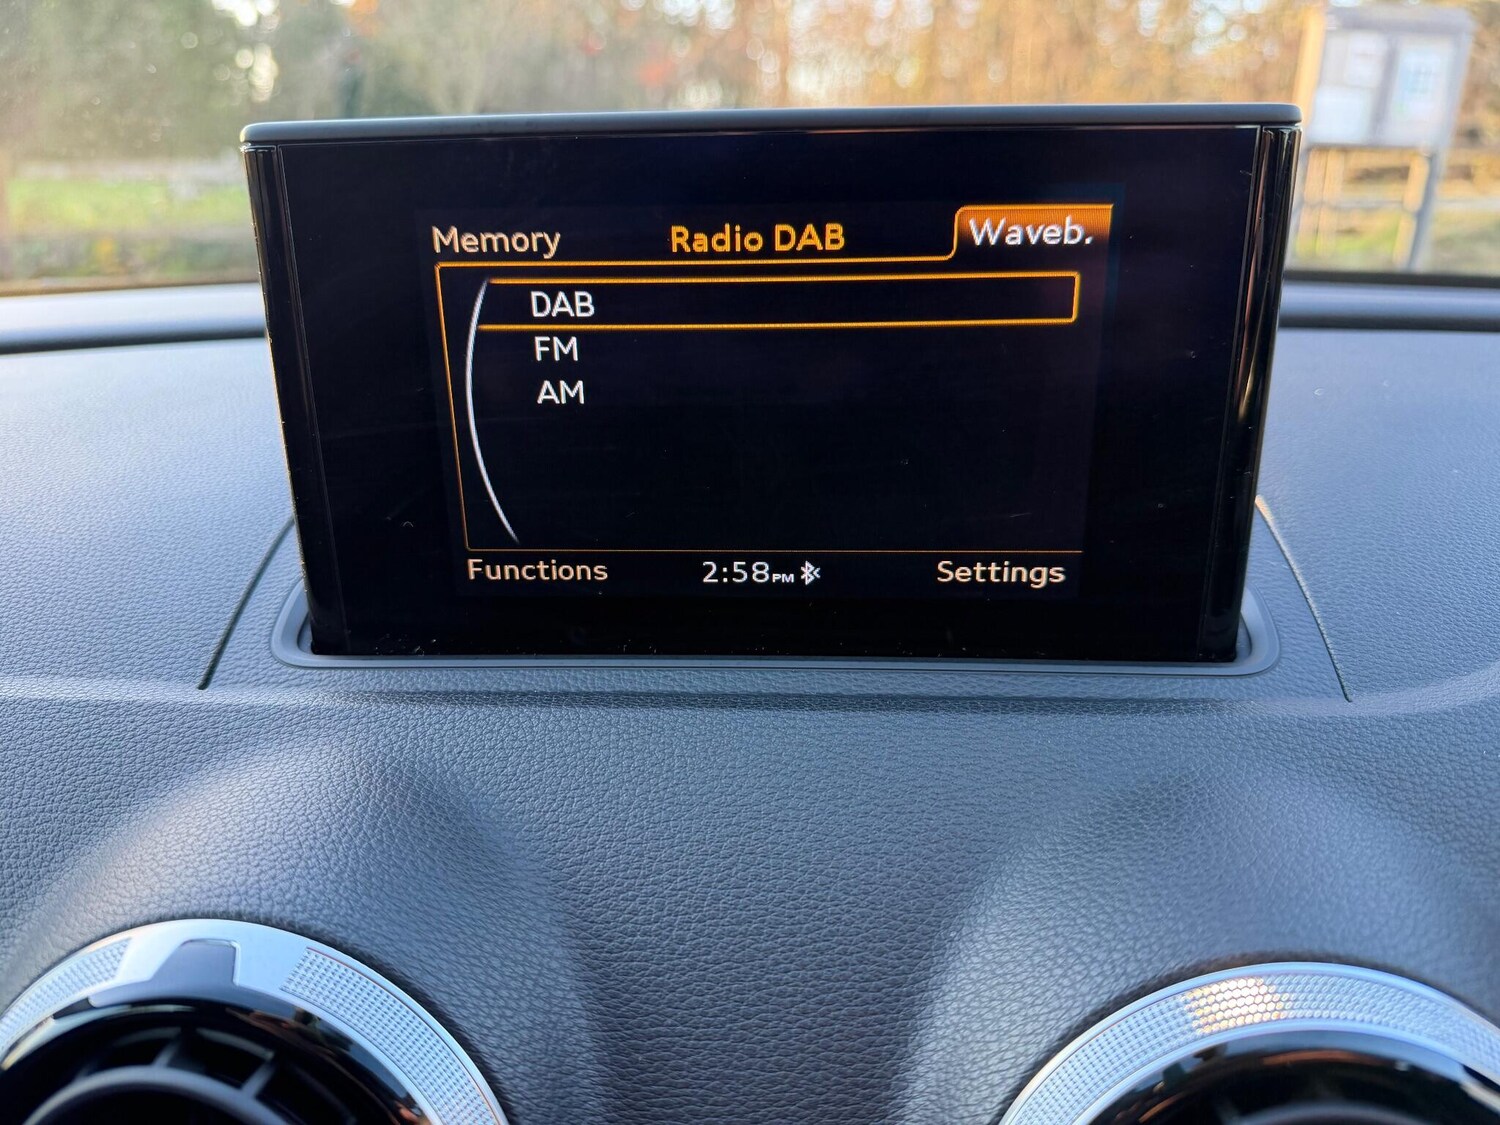 Memory Radio DAB Waveb.
DAB
FM
AM
Functions 2:58PM Settings